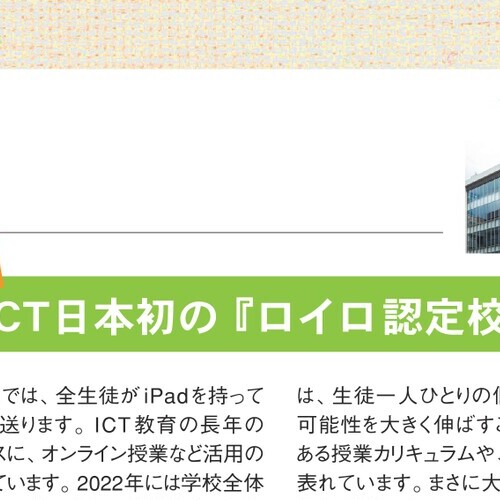 CT日本初の『ロイロ認定校
では、全生徒がiPadを持って
送ります。ICT教育の長年の
スに、オンライン授業など活用の
ています。2022年には学校全体
は、生徒一人ひとりの
可能性を大きく伸ばすこ
ある授業カリキュラムや
表れています。まさに大